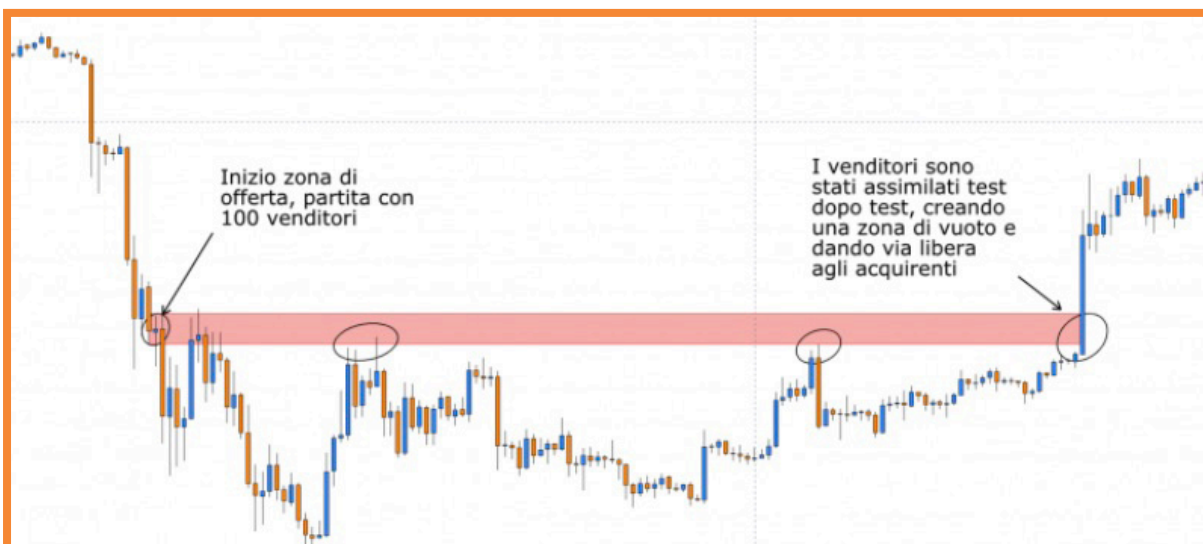 Inizio zona di
offerta, partita con
100 venditori
I venditori sono
stati assimilati test
dopo test, creando
una zona di vuoto e
dando via libera
agli acquirenti